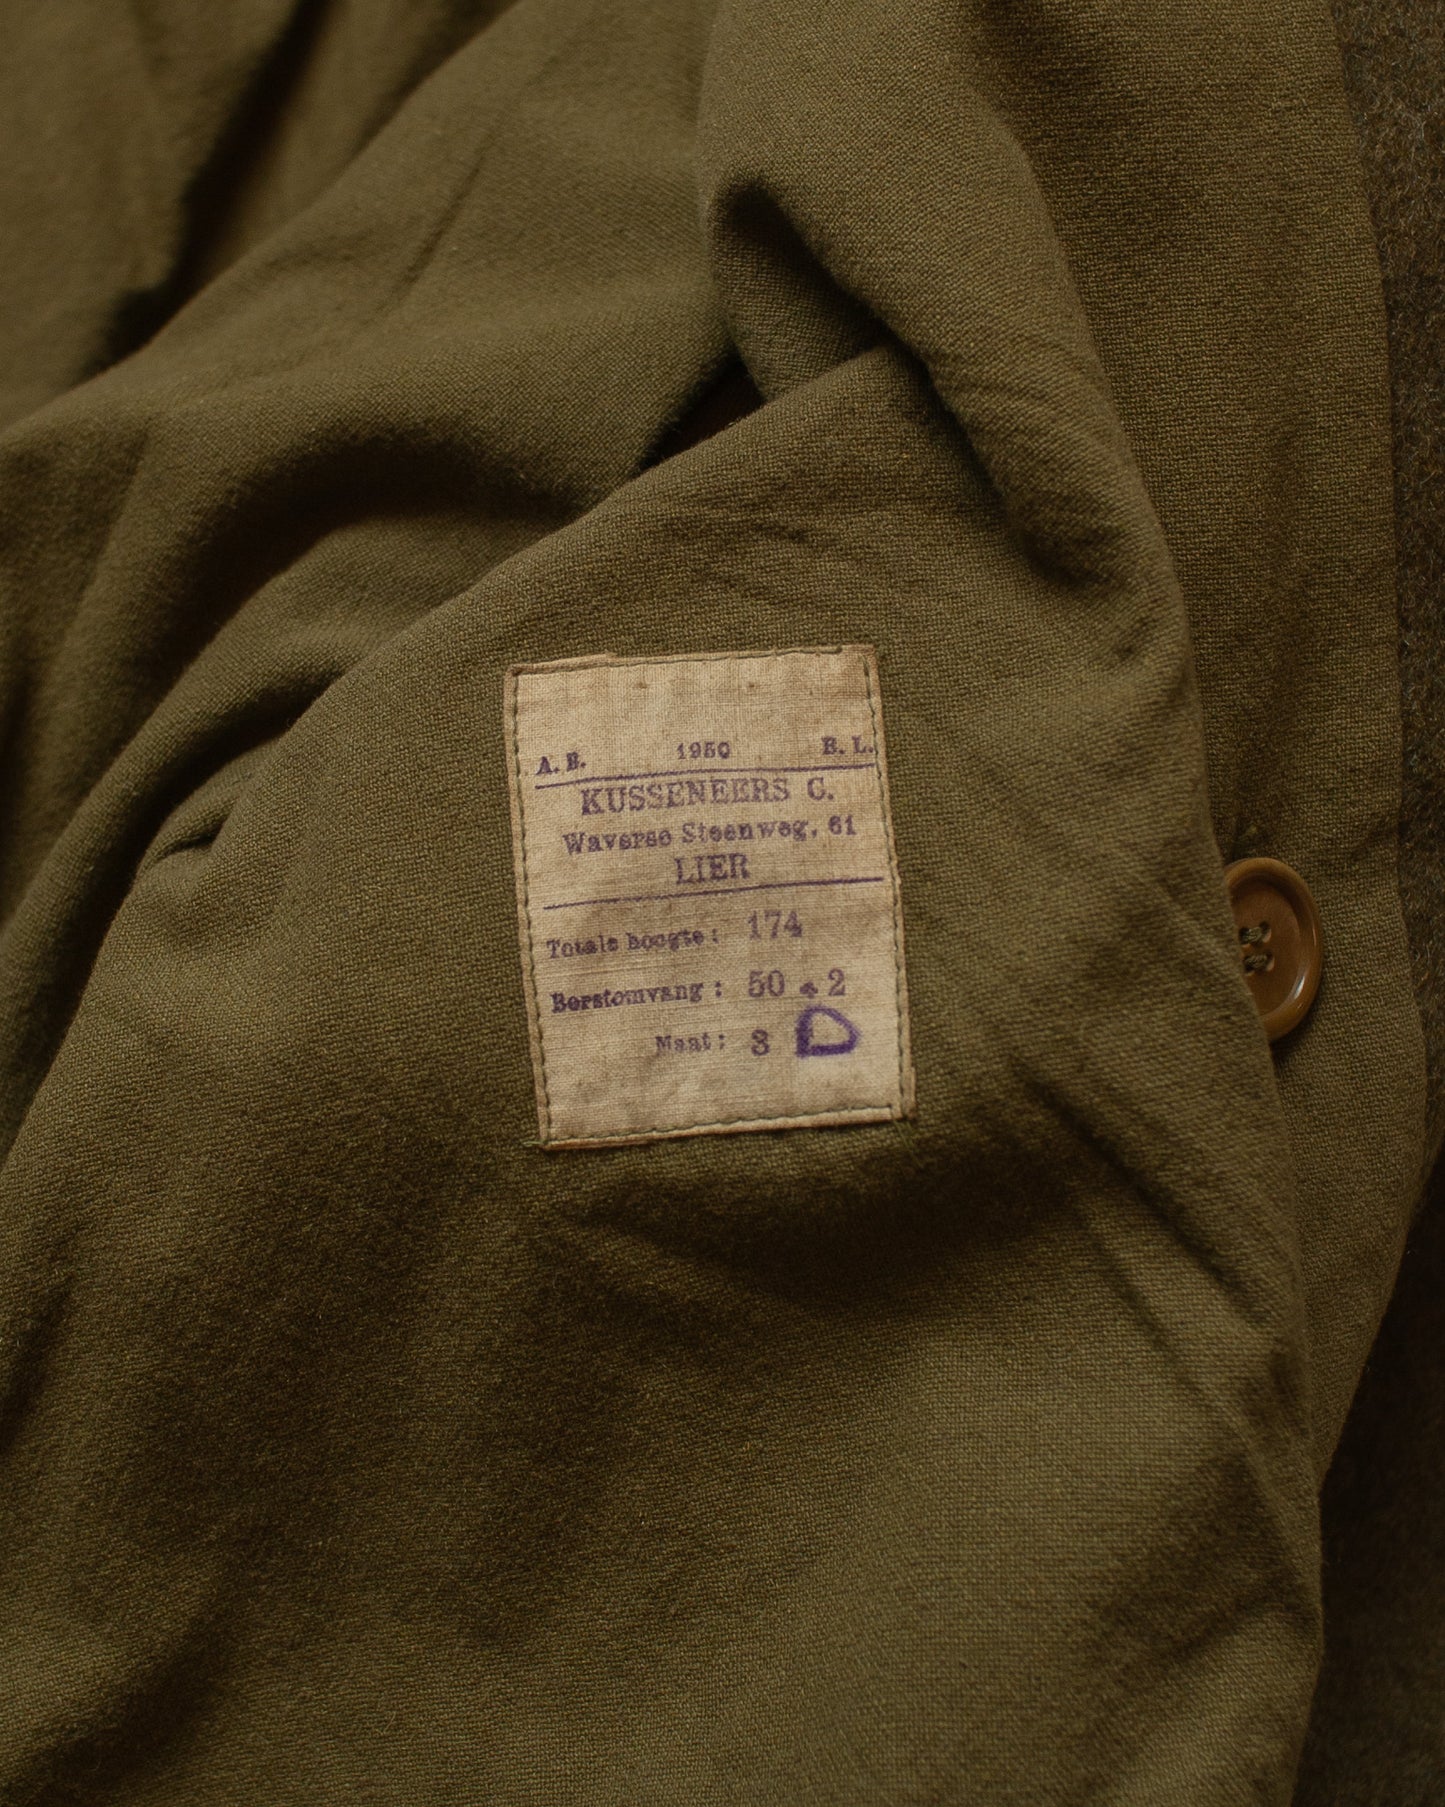 A. B. 1950 B. L.
KUSSENEERS C.
Waverse Steenweg, 61
LIER
Totale hoogte: 174
Borstomvang: 50 + 2
Maat: 3 D